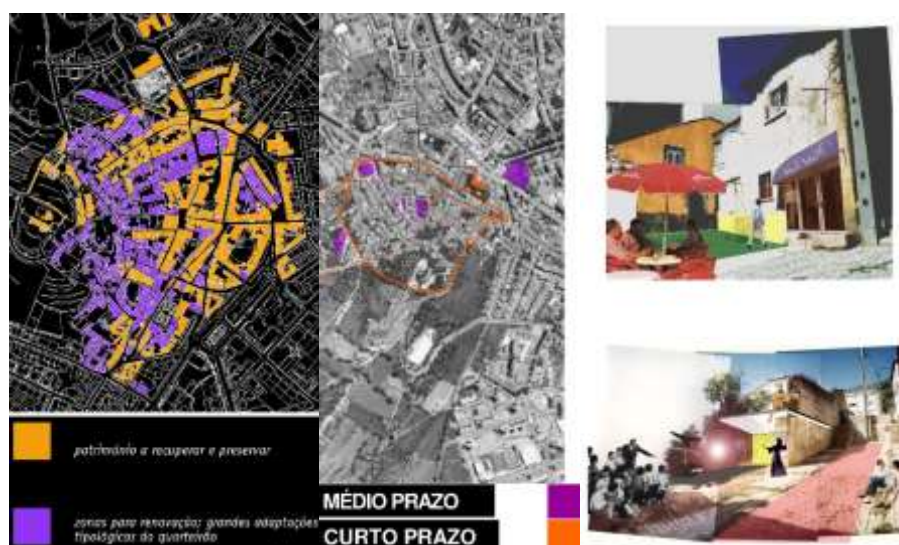 património a recuperar e preservar
zonas para renovação; grandes adaptações
tipológicas do quarteirão
MÉDIO PRAZO
CURTO PRAZO